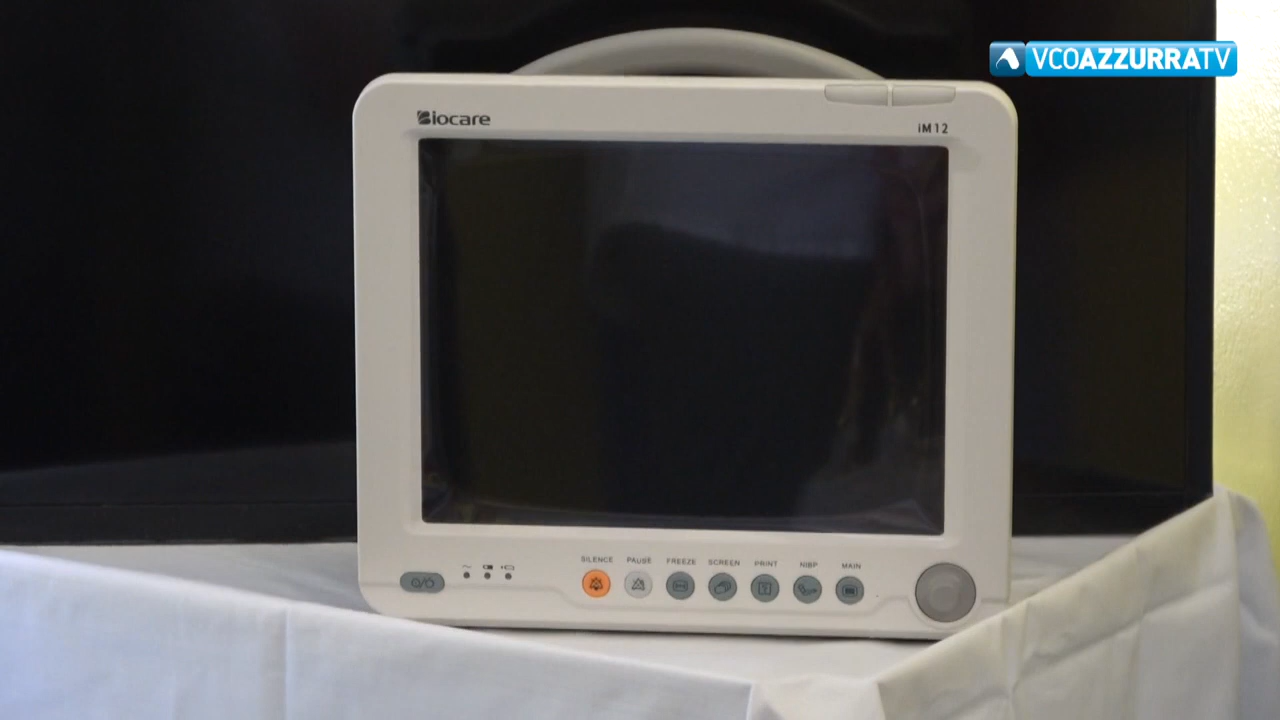 VCOAZZURRATV
Biocare
iM12
SILENCE PAUSE FREEZE SCREEN PRINT NIBP MAIN